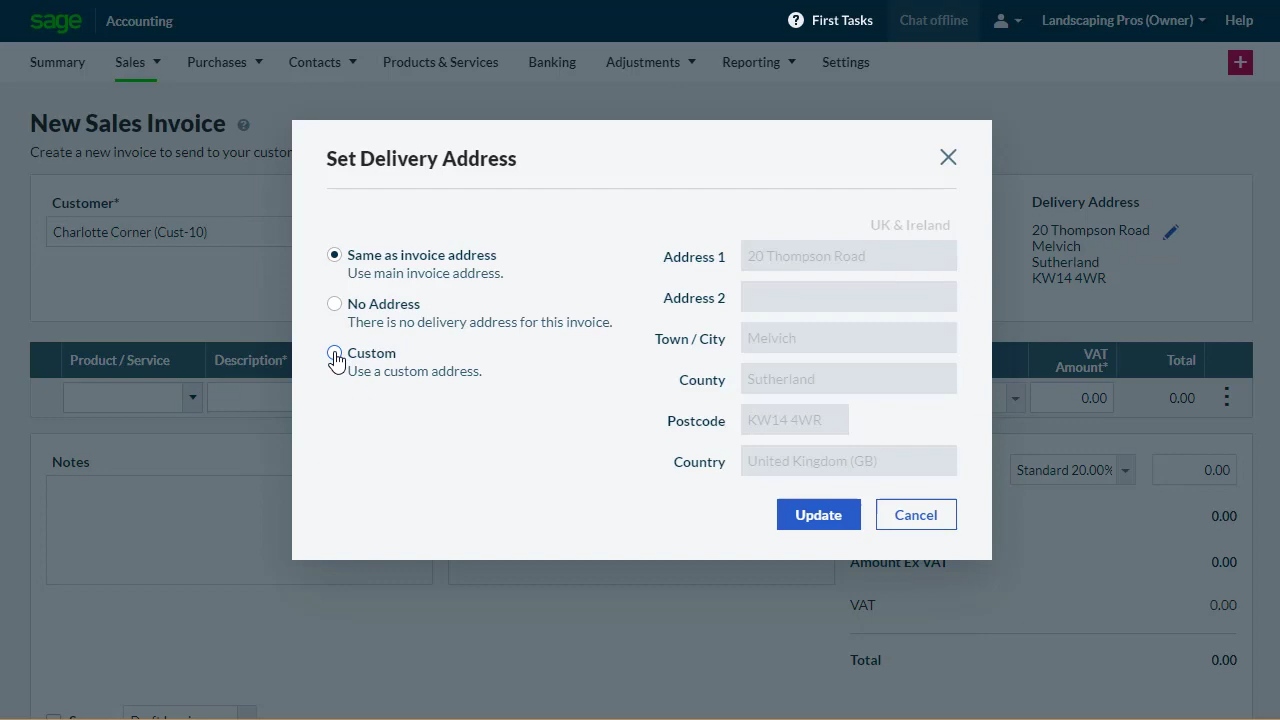 sage Accounting
First Tasks
Chat offline
Landscaping Pros (Owner)
Help
Summary
Sales
Purchases
Contacts
Products & Services
Banking
Adjustments
Reporting
Settings
+
New Sales Invoice ?
Create a new invoice to send to your custo
Customer*
Charlotte Corner (Cust-10)
Delivery Address
20 Thompson Road
Melvich
Sutherland
KW14 4WR
Set Delivery Address
Same as invoice address
Use main invoice address.
No Address
There is no delivery address for this invoice.
Custom
Use a custom address.
UK & Ireland
Address 1 20 Thompson Road
Address 2
Town / City Melvich
County Sutherland
Postcode KW14 4WR
Country United Kingdom (GB)
Update
Cancel
Product / Service
Description*
VAT
Amount*
Total
0.00
0.00
Notes
Standard 20.00%
0.00
0.00
Amount Ex VAT 0.00
VAT 0.00
Total 0.00